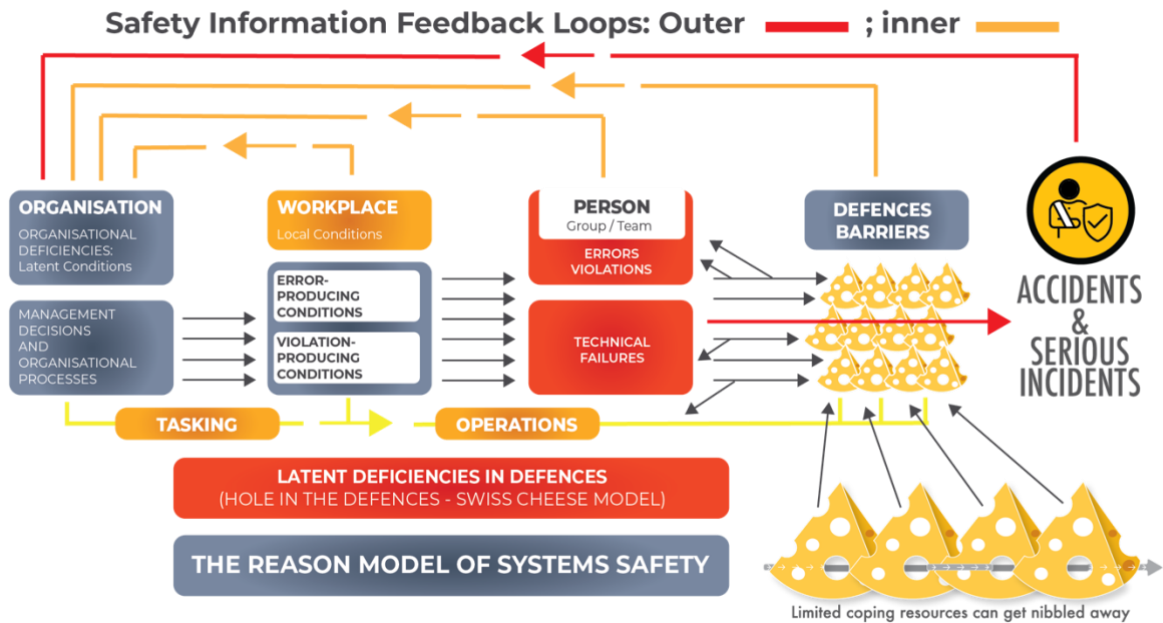 Safety Information Feedback Loops: Outer ; inner
ORGANISATION
ORGANISATIONAL
DEFICIENCIES:
Latent Conditions
MANAGEMENT
DECISIONS
AND
ORGANISATIONAL
PROCESSES
WORKPLACE
Local Conditions
ERROR-
PRODUCING
CONDITIONS
VIOLATION-
PRODUCING
CONDITIONS
PERSON
Group / Team
ERRORS
VIOLATIONS
TECHNICAL
FAILURES
DEFENCES
BARRIERS
ACCIDENTS
&
SERIOUS
INCIDENTS
TASKING
OPERATIONS
LATENT DEFICIENCIES IN DEFENCES
(HOLE IN THE DEFENCES - SWISS CHEESE MODEL)
THE REASON MODEL OF SYSTEMS SAFETY
Limited coping resources can get nibbled away